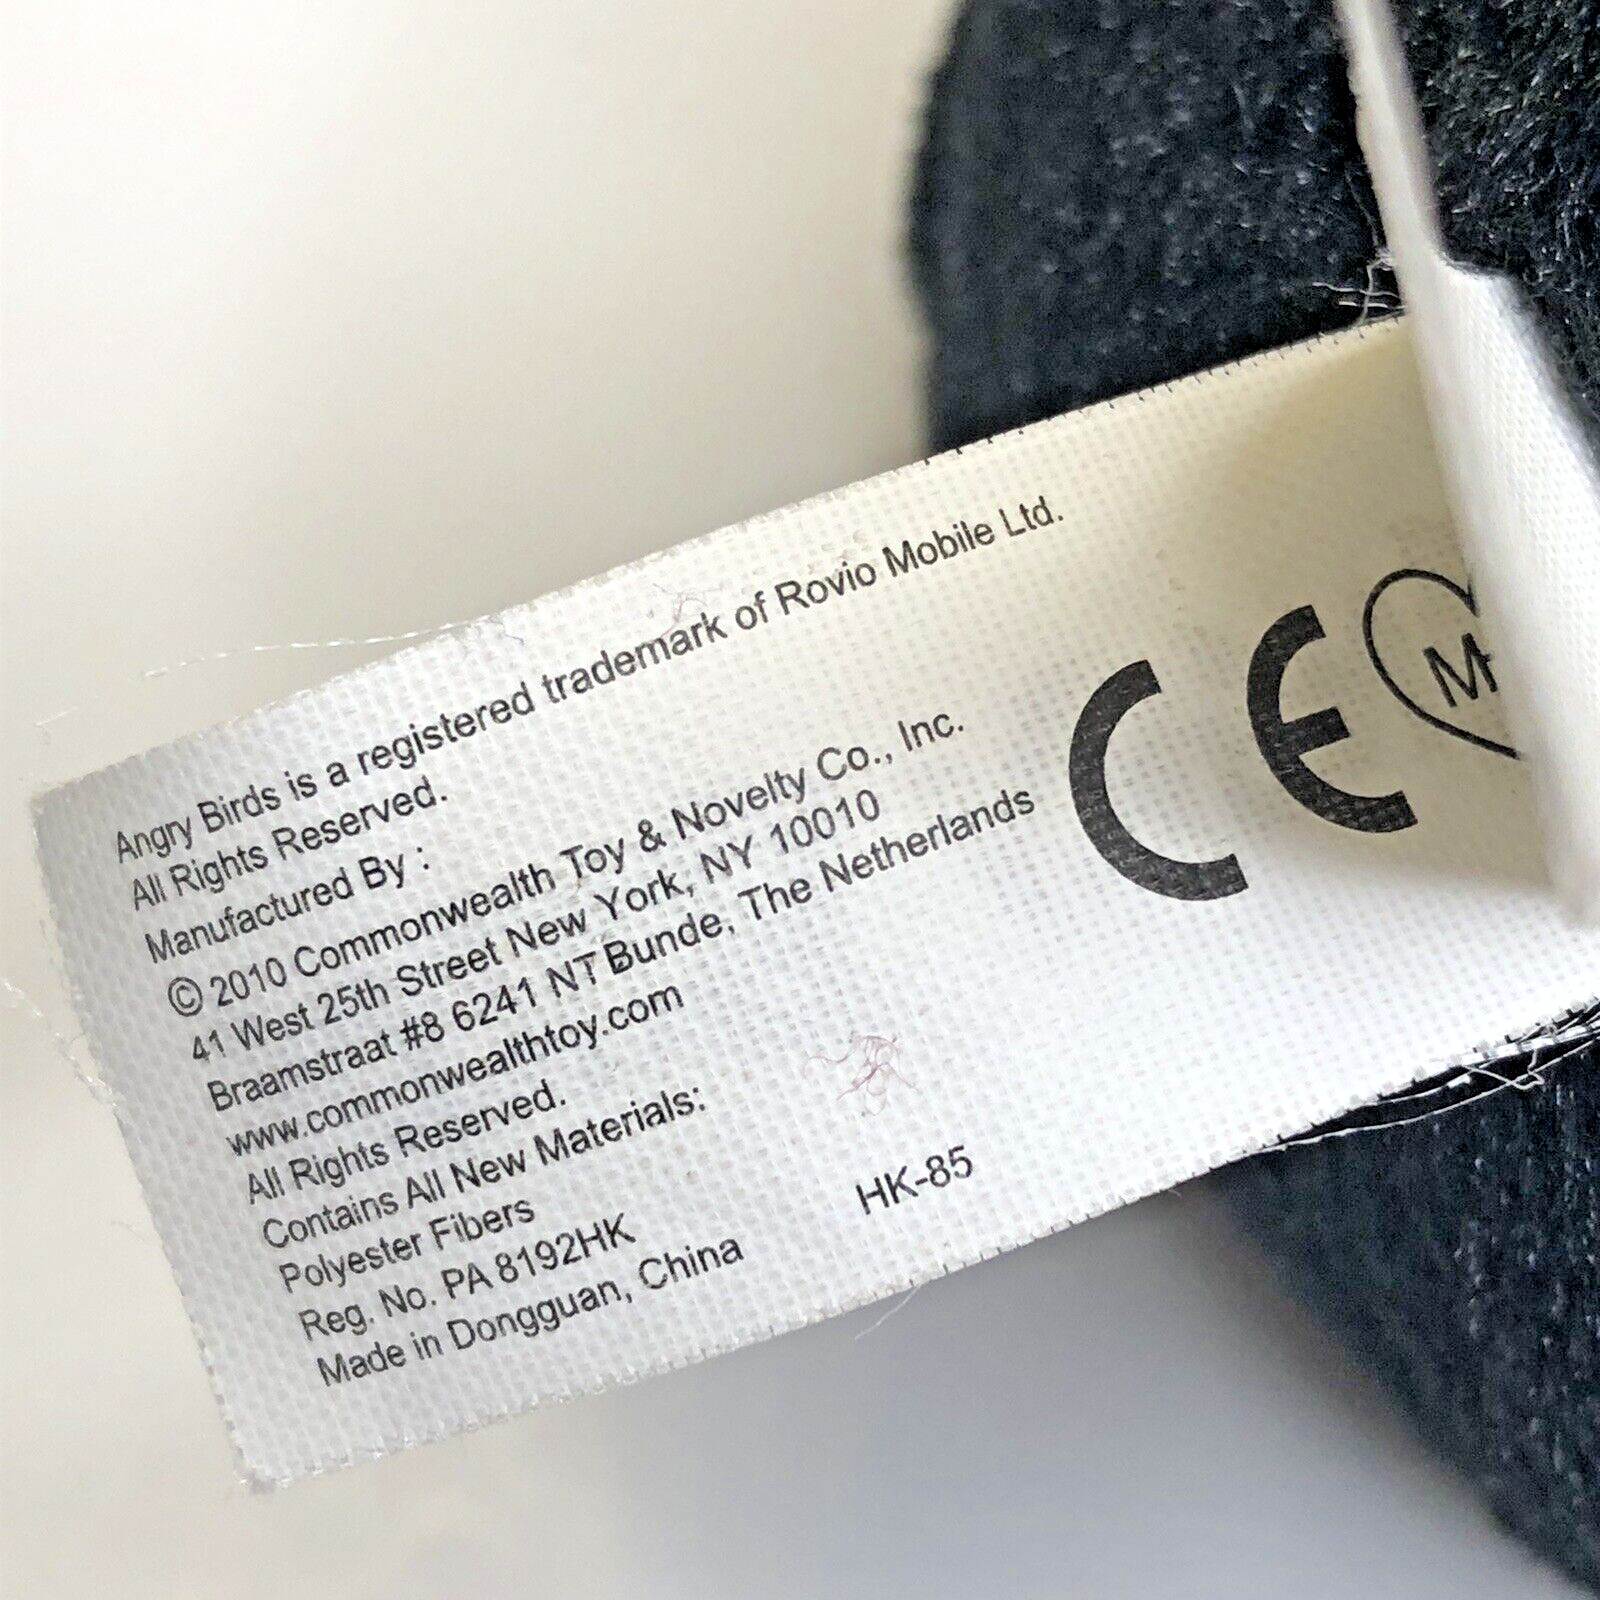 Angry Birds is a registered trademark of Rovio Mobile Ltd.
All Rights Reserved.
Manufactured By :
© 2010 Commonwealth Toy & Novelty Co., Inc.
41 West 25th Street New York, NY 10010
Braamstraat #8 6241 NT Bunde, The Netherlands
www.commonwealthtoy.com
All Rights Reserved.
Contains All New Materials:
Polyester Fibers
Reg. No. PA 8192HK
Made in Dongguan, China
HK-85
CE